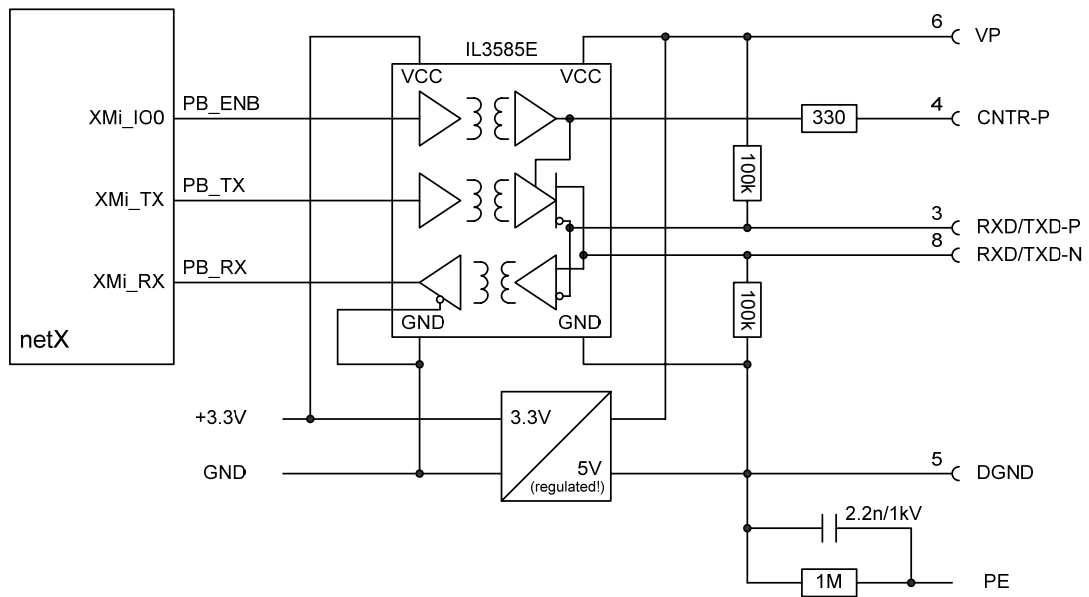 6
VP
IL3585E
VCC
VCC
XMi_IO0
PB_ENB
4
CNTR-P
330
100k
XMi_TX
PB_TX
3
RXD/TXD-P
8
RXD/TXD-N
XMi_RX
PB_RX
100k
GND
GND
netX
+3.3V
3.3V
GND
5V
(regulated!)
5
DGND
2.2n/1kV
1M
PE